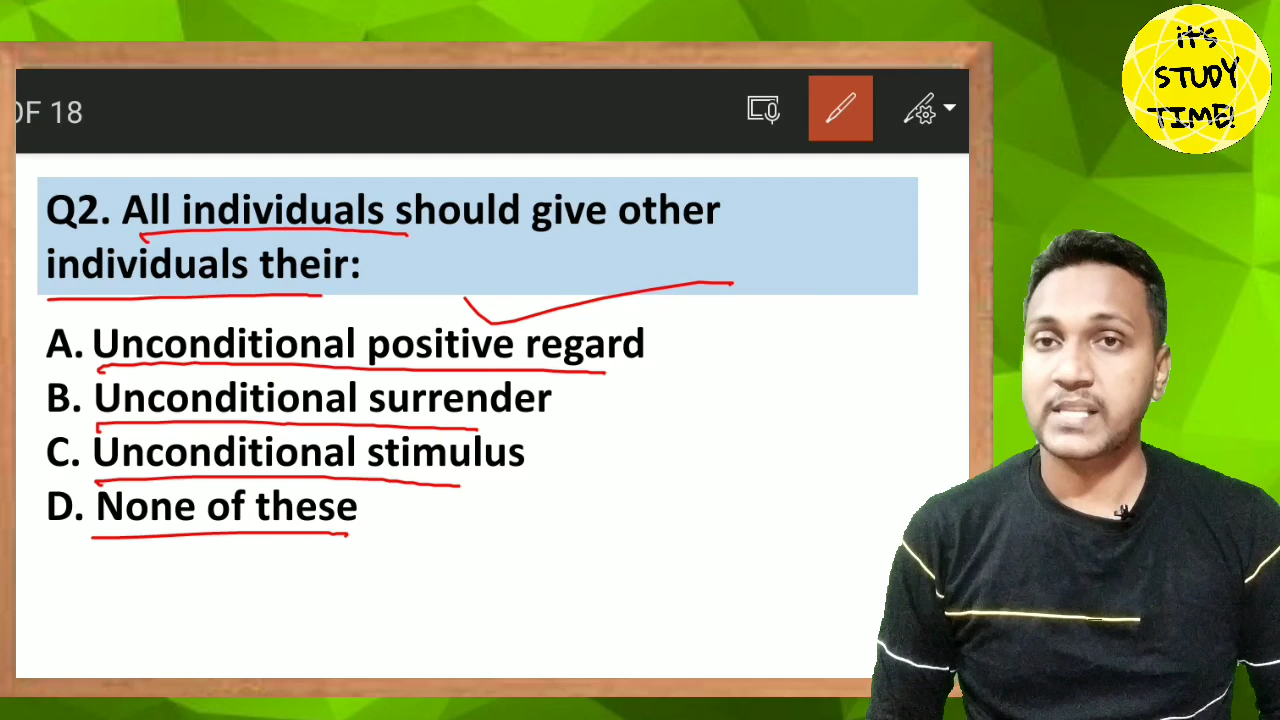 it's
STUDY
TIME!
OF 18
Q2. All individuals should give other
individuals their:
A. Unconditional positive regard
B. Unconditional surrender
C. Unconditional stimulus
D. None of these